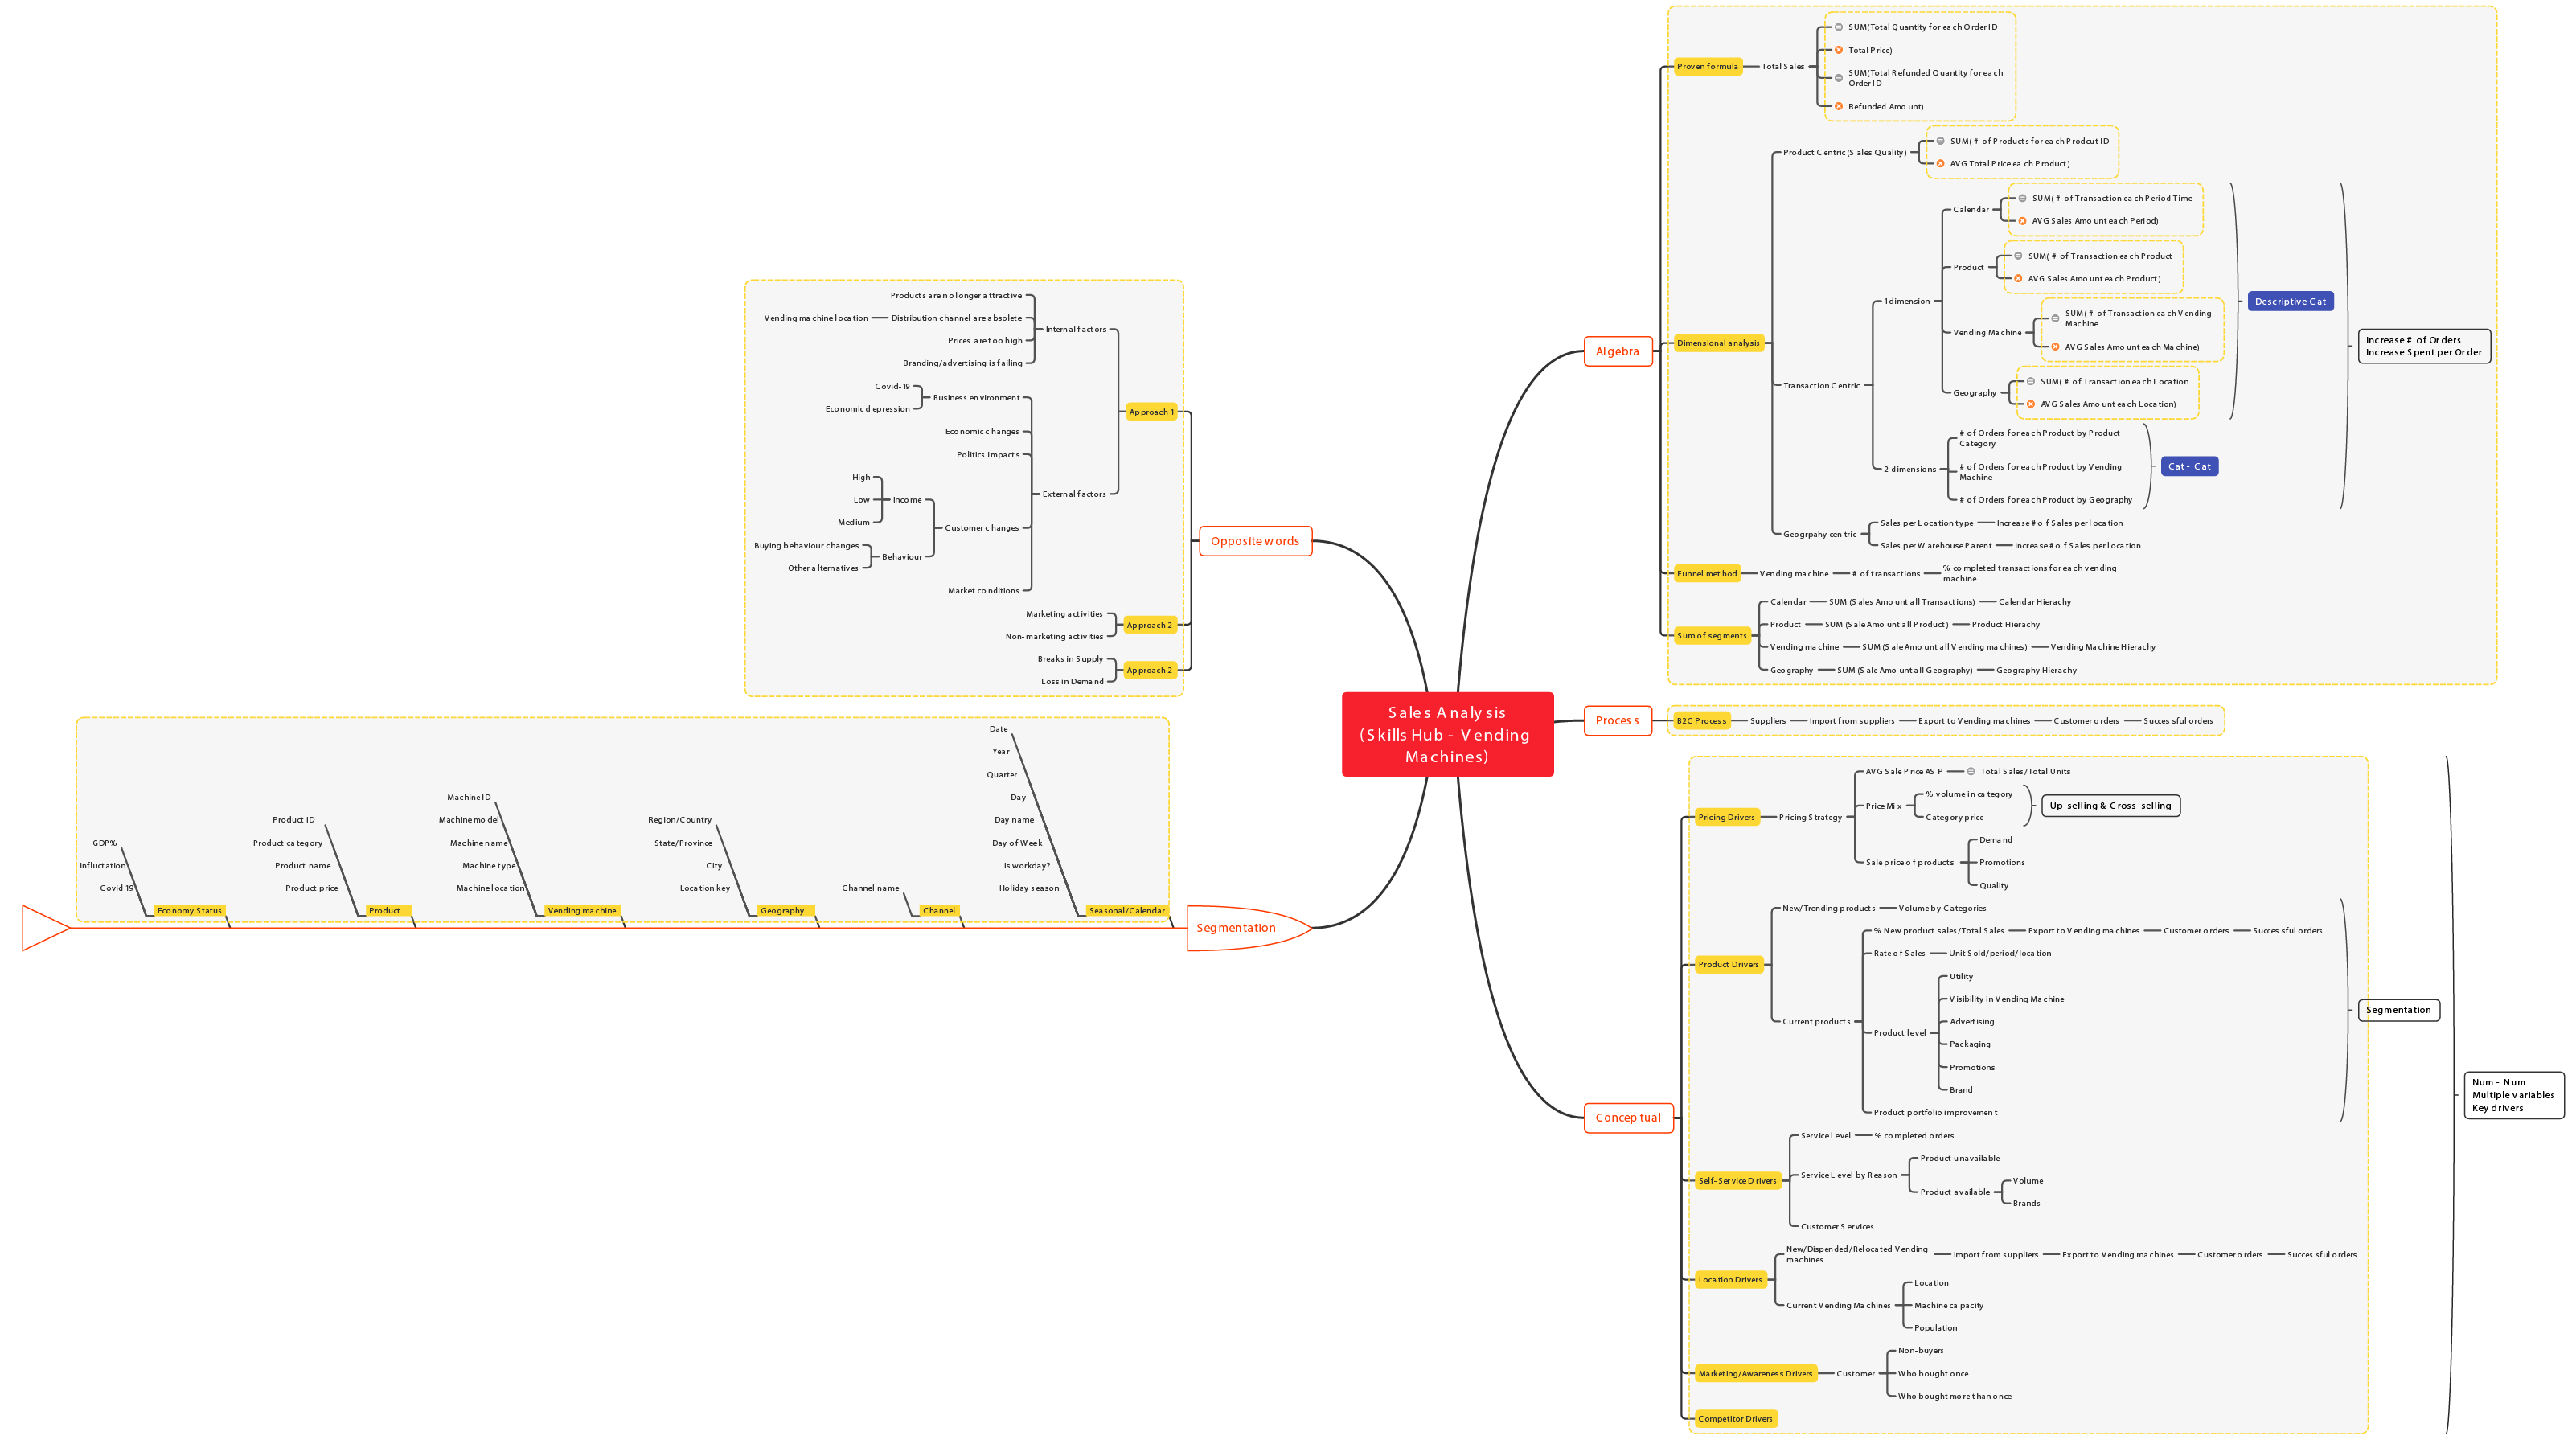 Sales Analysis
(Skills Hub - Vending
Machines)
Algebra
Proven formula
Total Sales
SUM(Total Quantity for each Order ID
Total Price)
SUM(Total Refunded Quantity for each
Order ID
Refunded Amount)
Dimensional analysis
Product Centric (Sales Quality)
SUM( # of Products for each Prodcut ID
AVG Total Price each Product)
Transaction Centric
1 dimension
Calendar
SUM( # of Transaction each Period Time
AVG Sales Amount each Period)
Product
SUM( # of Transaction each Product
AVG Sales Amount each Product)
Vending Machine
SUM( # of Transaction each Vending
Machine
AVG Sales Amount each Machine)
Geography
SUM( # of Transaction each Location
AVG Sales Amount each Location)
Descriptive Cat
2 dimensions
# of Orders for each Product by Product
Category
# of Orders for each Product by Vending
Machine
# of Orders for each Product by Geography
Cat - Cat
Increase # of Orders
Increase Spent per Order
Geogrpahy centric
Sales per Location type
Increase # of Sales per location
Sales per Warehouse Parent
Increase # of Sales per location
Funnel method
Vending machine
# of transactions
% completed transactions for each vending
machine
Sum of segments
Calendar
SUM (Sales Amount all Transactions)
Calendar Hierachy
Product
SUM (Sale Amount all Product)
Product Hierachy
Vending machine
SUM (Sale Amount all Vending machines)
Vending Machine Hierachy
Geography
SUM (Sale Amount all Geography)
Geography Hierachy
Process
B2C Process
Suppliers
Import from suppliers
Export to Vending machines
Customer orders
Successful orders
Conceptual
Pricing Drivers
Pricing Strategy
AVG Sale Price ASP
Total Sales/Total Units
Price Mix
% volume in category
Category price
Up-selling & Cross-selling
Sale price of products
Demand
Promotions
Quality
Product Drivers
New/Trending products
Volume by Categories
Current products
% New product sales/Total Sales
Export to Vending machines
Customer orders
Successful orders
Rate of Sales
Unit Sold/period/location
Product level
Utility
Visibility in Vending Machine
Advertising
Packaging
Promotions
Brand
Product portfolio improvement
Segmentation
Self-Service Drivers
Service level
% completed orders
Service Level by Reason
Product unavailable
Product available
Volume
Brands
Customer Services
Location Drivers
New/Dispended/Relocated Vending
machines
Import from suppliers
Export to Vending machines
Customer orders
Successful orders
Current Vending Machines
Location
Machine capacity
Population
Marketing/Awareness Drivers
Customer
Non-buyers
Who bought once
Who bought more than once
Competitor Drivers
Num - Num
Multiple variables
Key drivers
Opposite words
Approach 1
Internal factors
Products are no longer attractive
Distribution channel are absolete
Vending machine location
Prices are too high
Branding/advertising is failing
External factors
Business environment
Covid-19
Economic depression
Economic changes
Politics impacts
Customer changes
Income
High
Low
Medium
Behaviour
Buying behaviour changes
Other alternatives
Market conditions
Approach 2
Marketing activities
Non-marketing activities
Approach 2
Breaks in Supply
Loss in Demand
Segmentation
Seasonal/Calendar
Date
Year
Quarter
Day
Day name
Day of Week
Is workday?
Holiday season
Channel
Channel name
Geography
Region/Country
State/Province
City
Location key
Vending machine
Machine ID
Machine model
Machine name
Machine type
Machine location
Product
Product ID
Product category
Product name
Product price
Economy Status
GDP%
Influctation
Covid 19